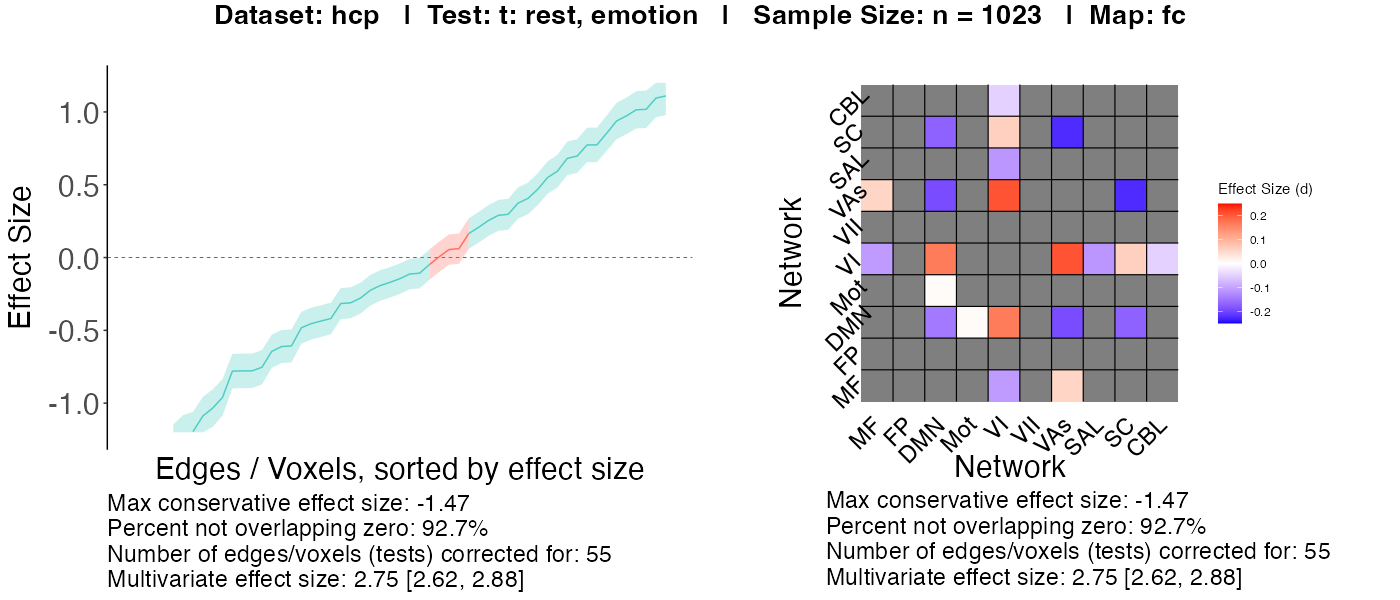 Dataset: hcp | Test: t: rest, emotion | Sample Size: n = 1023 | Map: fc
Effect Size
1.0
0.5
0.0
-0.5
-1.0
Edges / Voxels, sorted by effect size
Max conservative effect size: -1.47
Percent not overlapping zero: 92.7%
Number of edges/voxels (tests) corrected for: 55
Multivariate effect size: 2.75 [2.62, 2.88]
Network
CBL
SC
SAL
VAs
VII
VI
Mot
DMN
FP
MF
MF FP DMN Mot VI VII VAs SAL SC CBL
Network
Effect Size (d)
0.2
0.1
0.0
-0.1
-0.2
Max conservative effect size: -1.47
Percent not overlapping zero: 92.7%
Number of edges/voxels (tests) corrected for: 55
Multivariate effect size: 2.75 [2.62, 2.88]